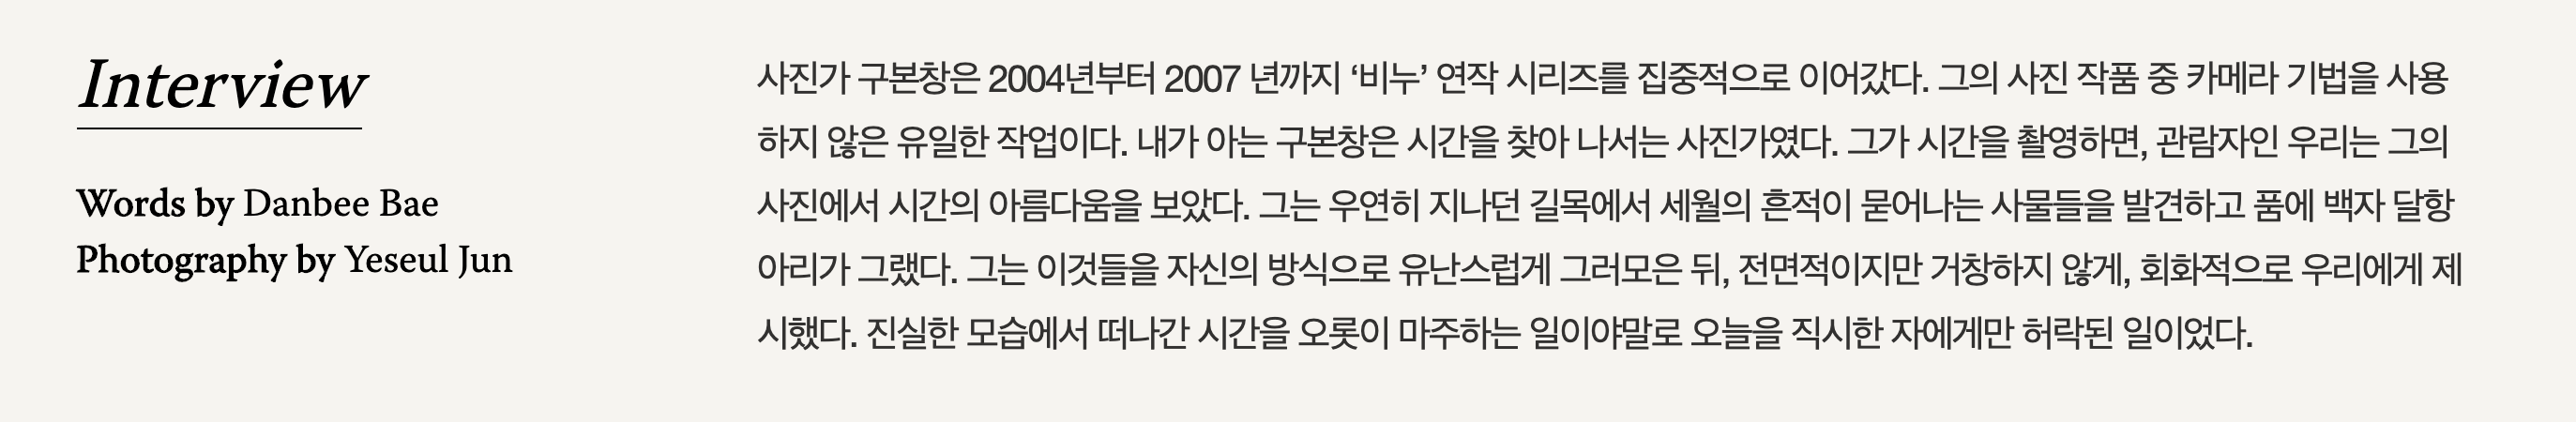 Interview
Words by Danbee Bae
Photography by Yeseul Jun
사진가 구본창은 2004년부터 2007 년까지 ‘비누’ 연작 시리즈를 집중적으로 이어갔다. 그의 사진 작품 중 카메라 기법을 사용
하지 않은 유일한 작업이다. 내가 아는 구본창은 시간을 찾아 나서는 사진가였다. 그가 시간을 촬영하면, 관람자인 우리는 그의
사진에서 시간의 아름다움을 보았다. 그는 우연히 지나던 길목에서 세월의 흔적이 묻어나는 사물들을 발견하고 품에 백자 달항
아리가 그랬다. 그는 이것들을 자신의 방식으로 유난스럽게 그러모은 뒤, 전면적이지만 거창하지 않게, 회화적으로 우리에게 제
시했다. 진실한 모습에서 떠나간 시간을 오롯이 마주하는 일이야말로 오늘을 직시한 자에게만 허락된 일이었다.